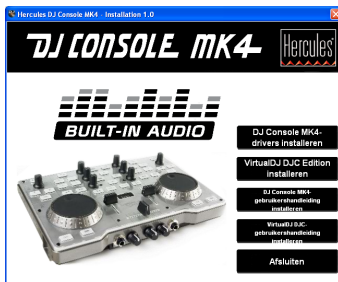 Hercules DJ Console MK4 - Installation 1.0
DJ CONSOLE MK4
Hercules
BUILT-IN AUDIO
DJ Console MK4-
drivers installeren
VirtualDJ DJC Edition
installeren
DJ Console MK4-
gebruikershandleiding
installeren
VirtualDJ DJC-
gebruikershandleiding
installeren
Afsluiten